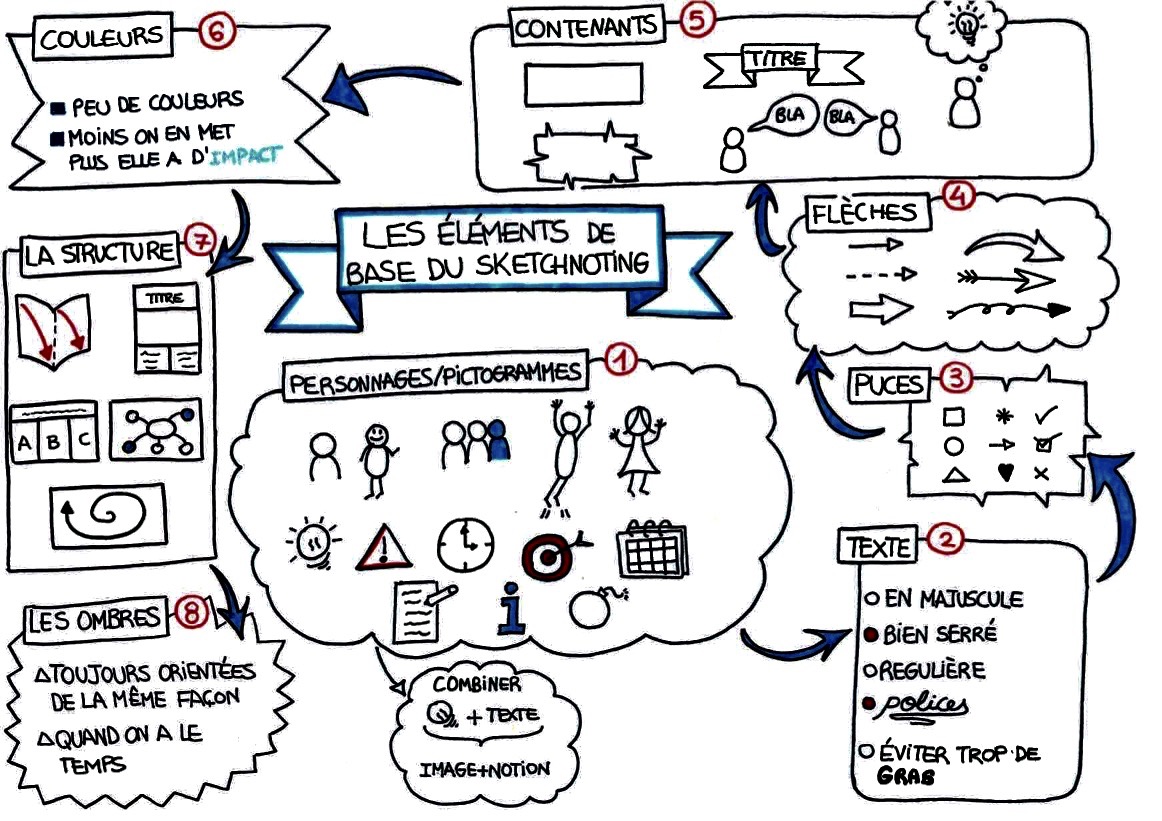 LES ÉLÉMENTS DE
BASE DU SKETCHNOTING
PERSONNAGES/PICTOGRAMMES
1
COMBINER
+ TEXTE
IMAGE+NOTION
TEXTE
2
EN MAJUSCULE
BIEN SERRÉ
REGULIÈRE
polices
ÉVITER TROP DE
GRAB
PUCES
3
FLÈCHES
4
CONTENANTS
5
TITRE
BLA
BLA
COULEURS
6
PEU DE COULEURS
MOINS ON EN MET
PLUS ELLE A D'IMPACT
LA STRUCTURE
7
TITRE
A B C
LES OMBRES
8
TOUJOURS ORIENTÉES
DE LA MÊME FAÇON
QUAND ON A LE
TEMPS